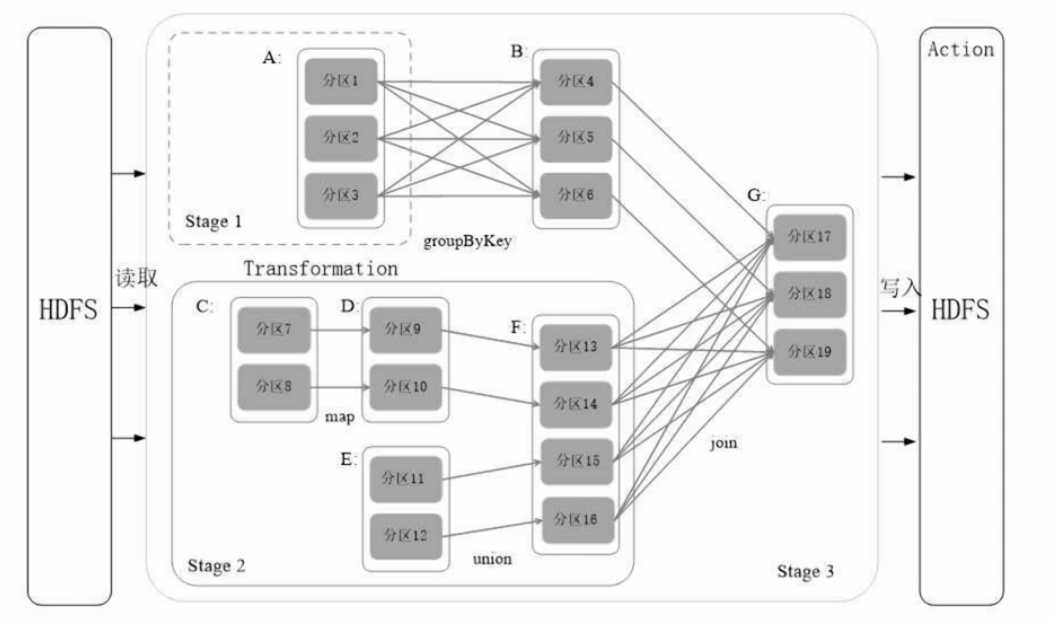 HDFS
读取
A:
分区1
分区2
分区3
Stage 1
groupByKey
B:
分区4
分区5
分区6
Transformation
C:
分区7
分区8
map
D:
分区9
分区10
E:
分区11
分区12
union
F:
分区13
分区14
分区15
分区16
Stage 2
join
G:
分区17
分区18
分区19
Stage 3
写入
Action
HDFS